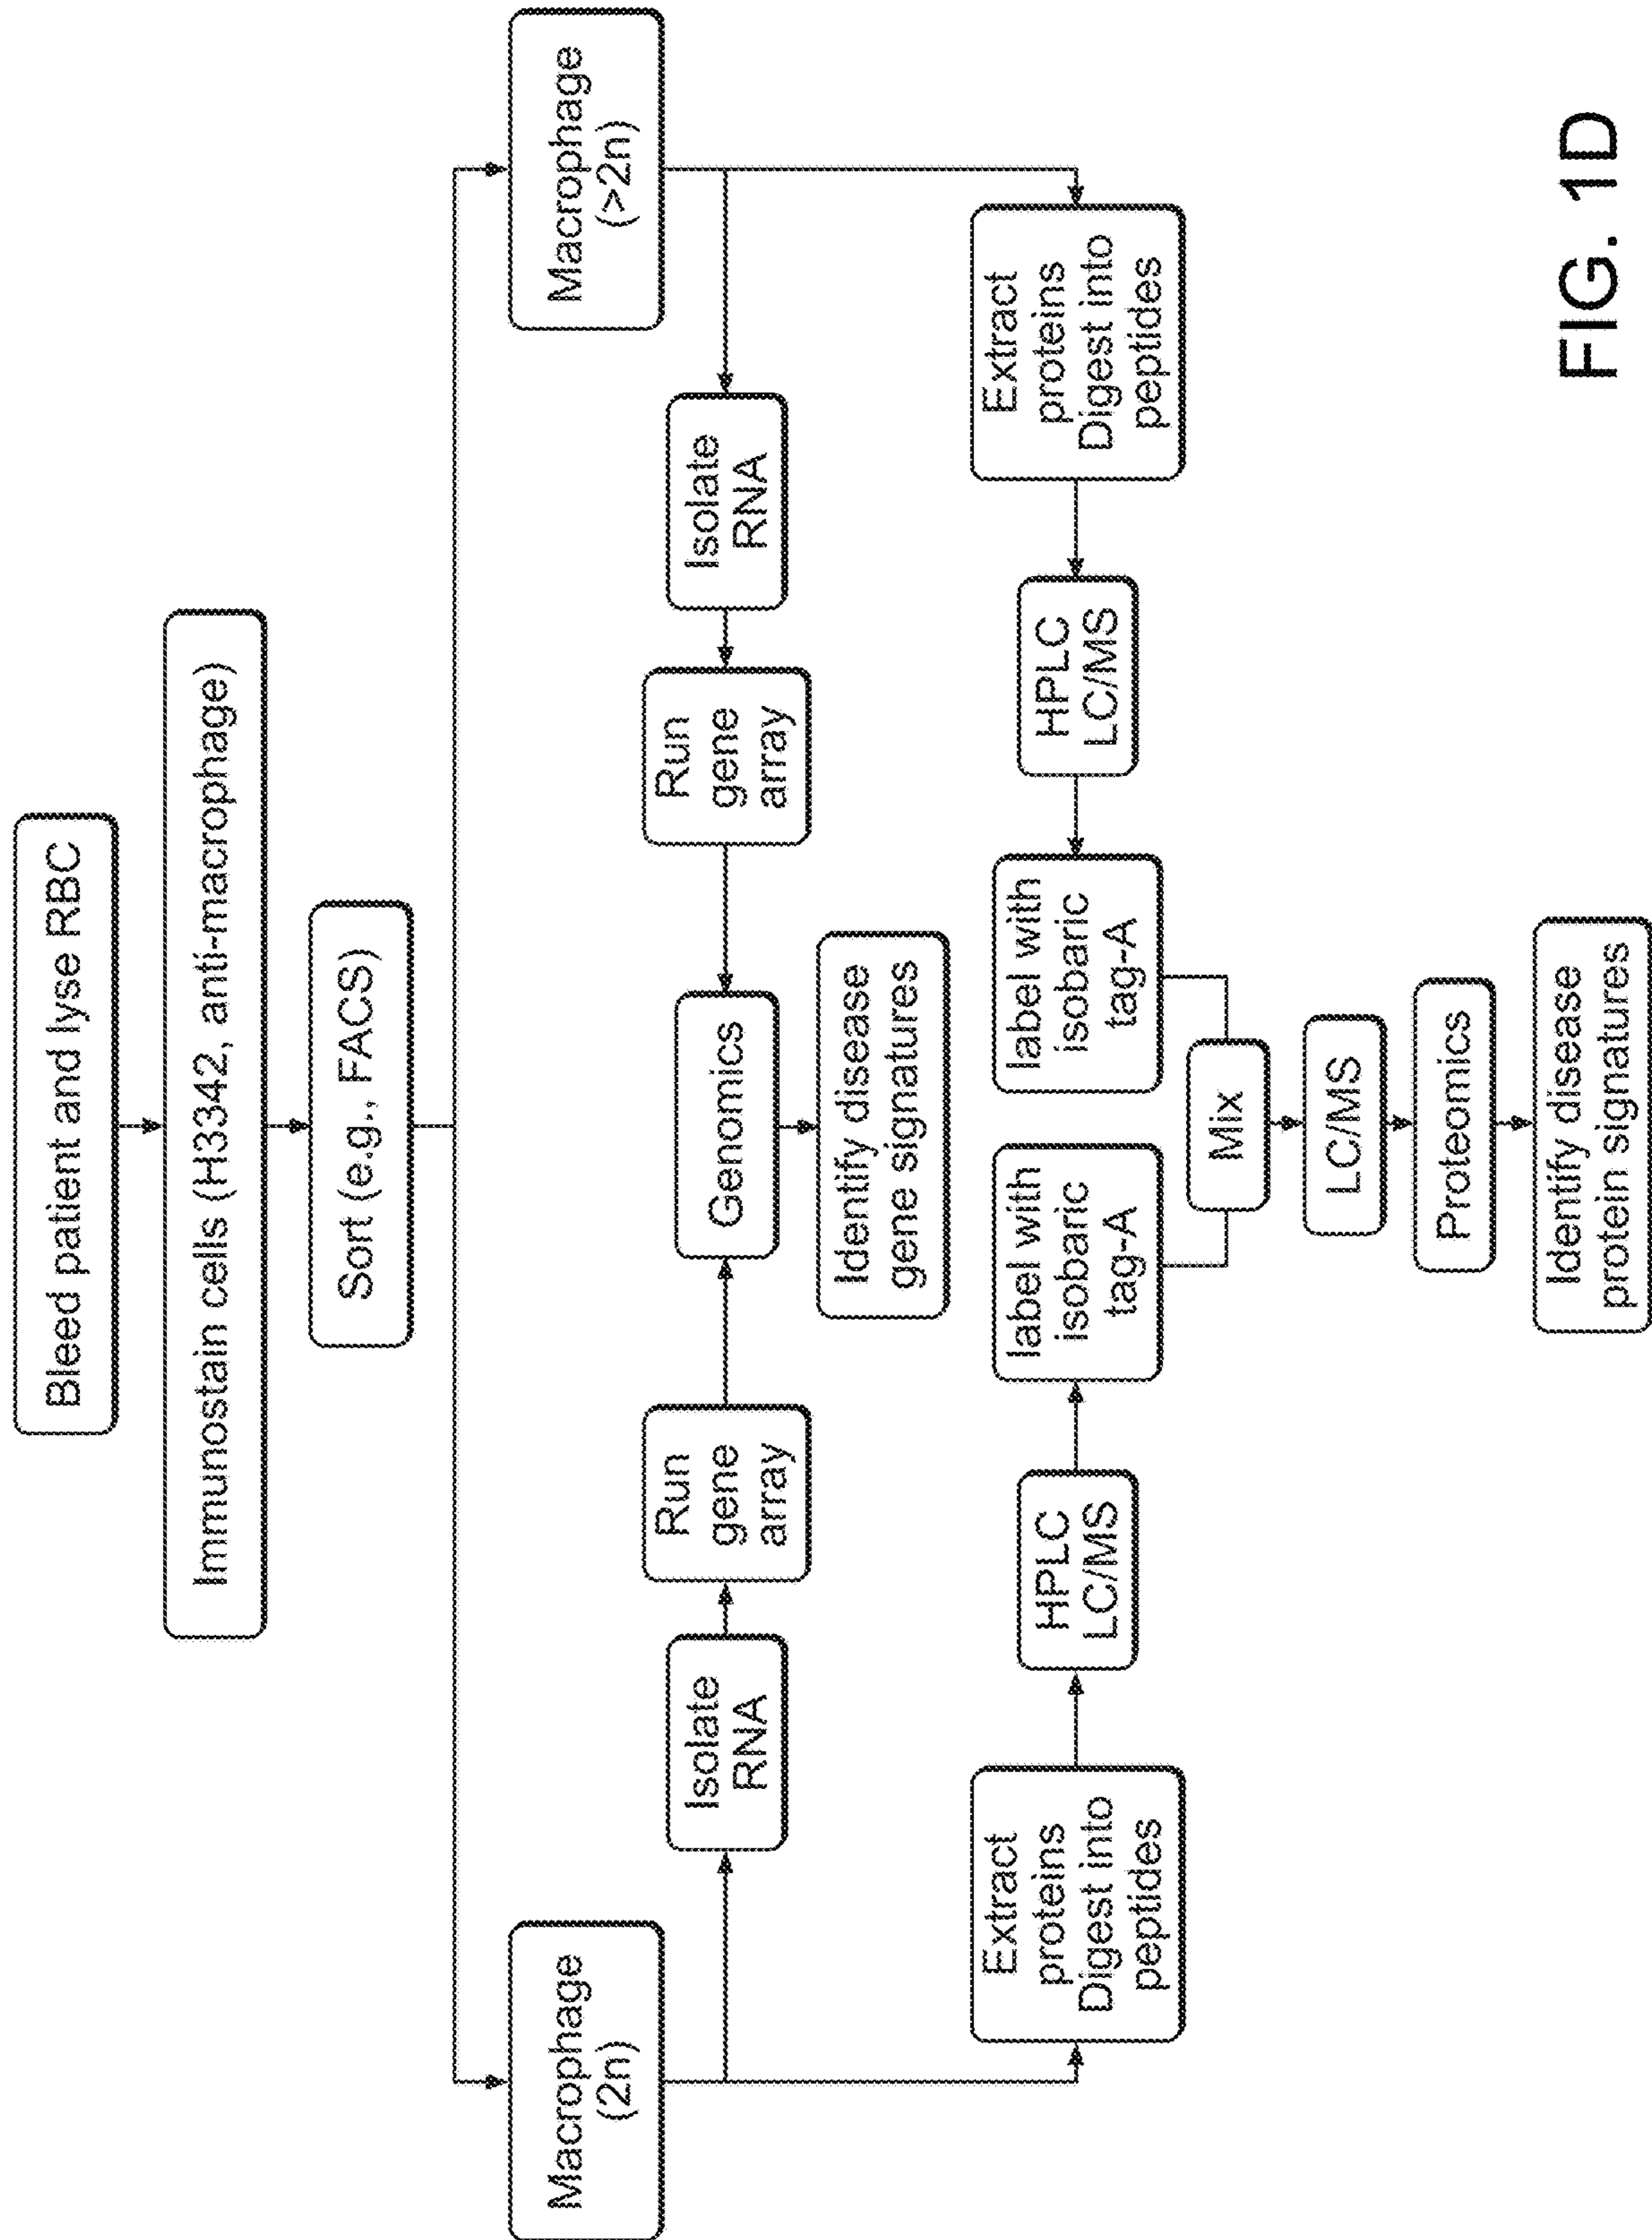 Bleed patient and lyse RBC
Immunostain cells (H3342, anti-macrophage)
Sort (e.g., FACS)
Macrophage
(2n)
Macrophage
(>2n)
Isolate
RNA
Run
gene
array
Genomics
Run
gene
array
Isolate
RNA
Identify disease
gene signatures
Extract
proteins
Digest into
peptides
HPLC
LC/MS
label with
isobaric
tag-A
label with
isobaric
tag-A
HPLC
LC/MS
Extract
proteins
Digest into
peptides
Mix
LC/MS
Proteomics
Identify disease
protein signatures
FIG. 1D